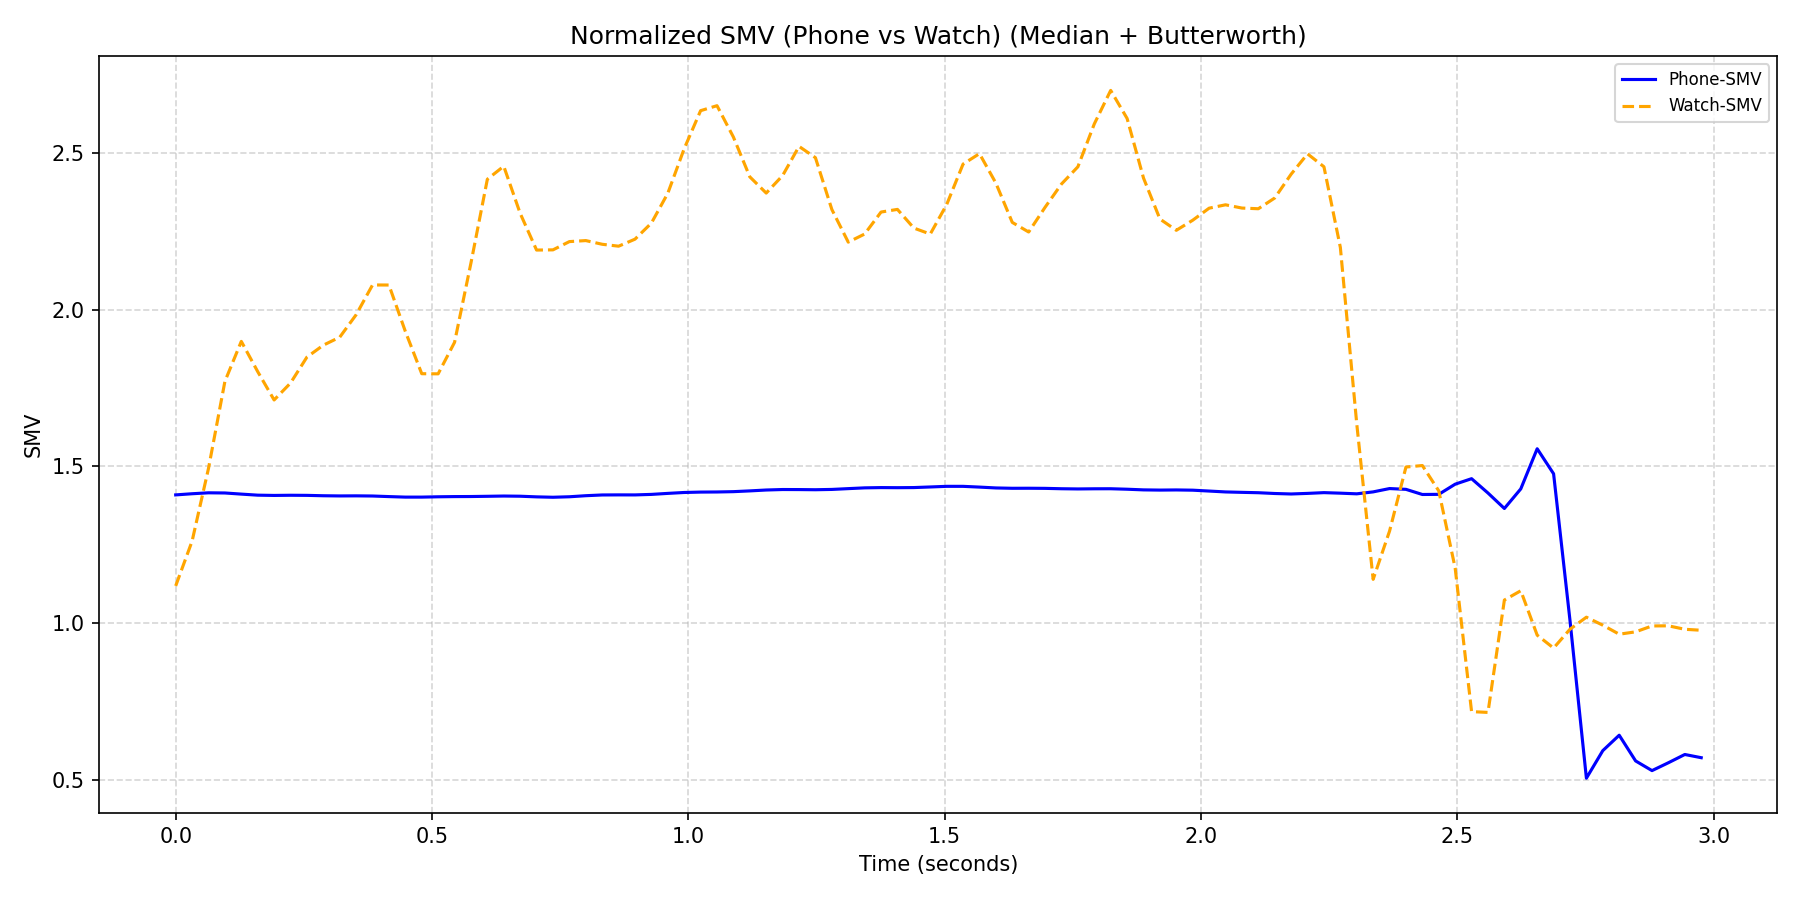 Normalized SMV (Phone vs Watch) (Median + Butterworth)
Phone-SMV
Watch-SMV
SMV
2.5
2.0
1.5
1.0
0.5
0.0 0.5 1.0 1.5 2.0 2.5 3.0
Time (seconds)